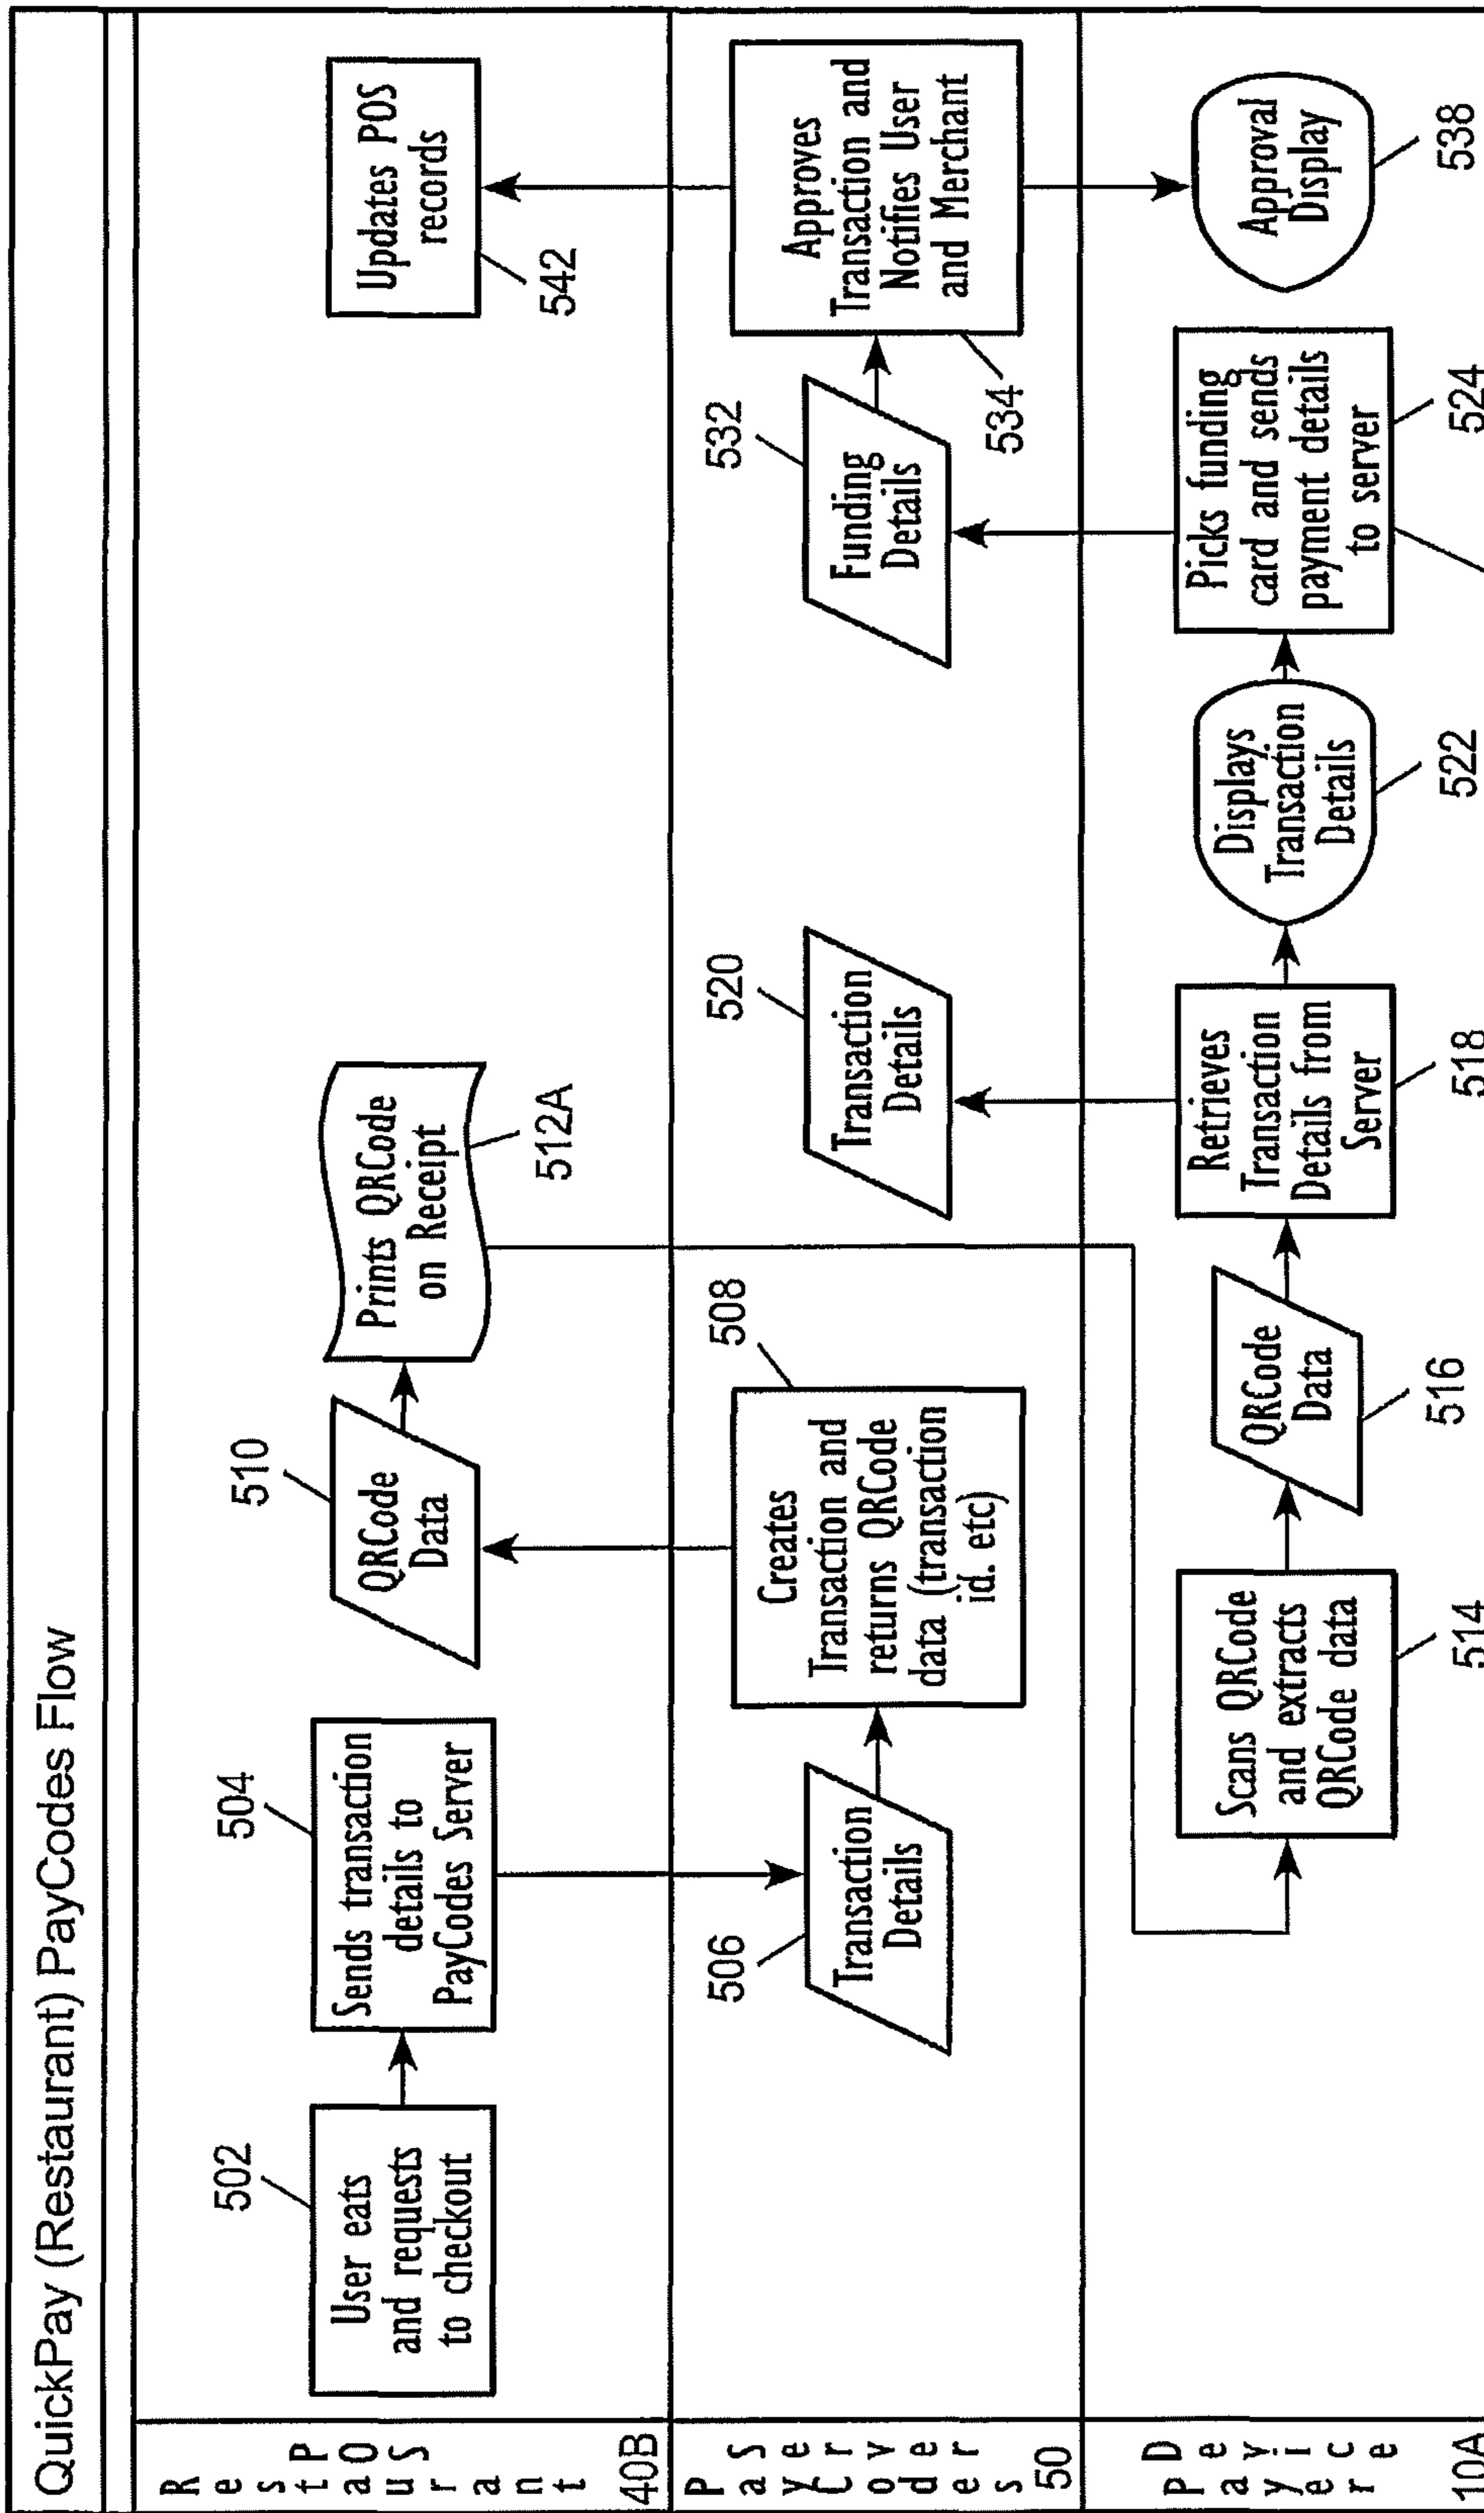 QuickPay (Restaurant) PayCodes Flow
Restaurant
POS
40B
502
User eats
and requests
to checkout
504
Sends transaction
details to
PayCodes Server
510
QRCode
Data
Prints QRCode
on Receipt
512A
Updates POS
records
542
PayCodes
Server
50
506
Transaction
Details
508
Creates
Transaction and
returns QRCode
data (transaction
id. etc)
520
Transaction
Details
532
Funding
Details
534
Approves
Transaction and
Notifies User
and Merchant
Payer
Device
10A
Scans QRCode
and extracts
QRCode data
514
QRCode
Data
516
Retrieves
Transaction
Details from
Server
518
Displays
Transaction
Details
522
Picks funding
card and sends
payment details
to server
524
Approval
Display
538